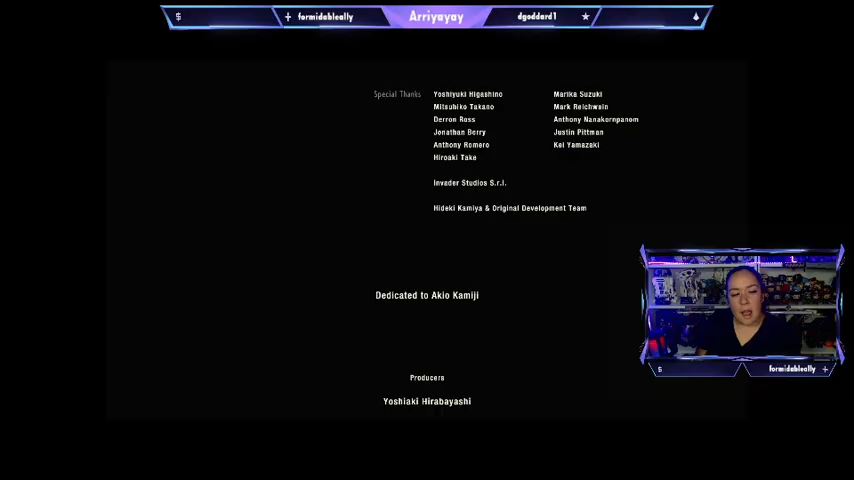 $
formidableally
Arriyayay
dgoddard1
Special Thanks
Yoshiyuki Higashino
Marika Suzuki
Mitsuhiko Takano
Mark Reichwein
Derron Ross
Anthony Nanakornpanom
Jonathan Berry
Justin Pittman
Anthony Romero
Kei Yamazaki
Hiroaki Take
Invader Studios S.r.l.
Hideki Kamiya & Original Development Team
Dedicated to Akio Kamiji
Producers
Yoshiaki Hirabayashi
$
formidableally